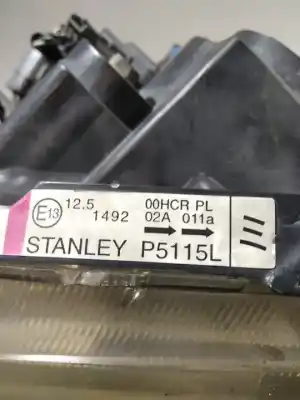 E13 12.5 00HCR PL
1492 02A 011a
STANLEY P5115L